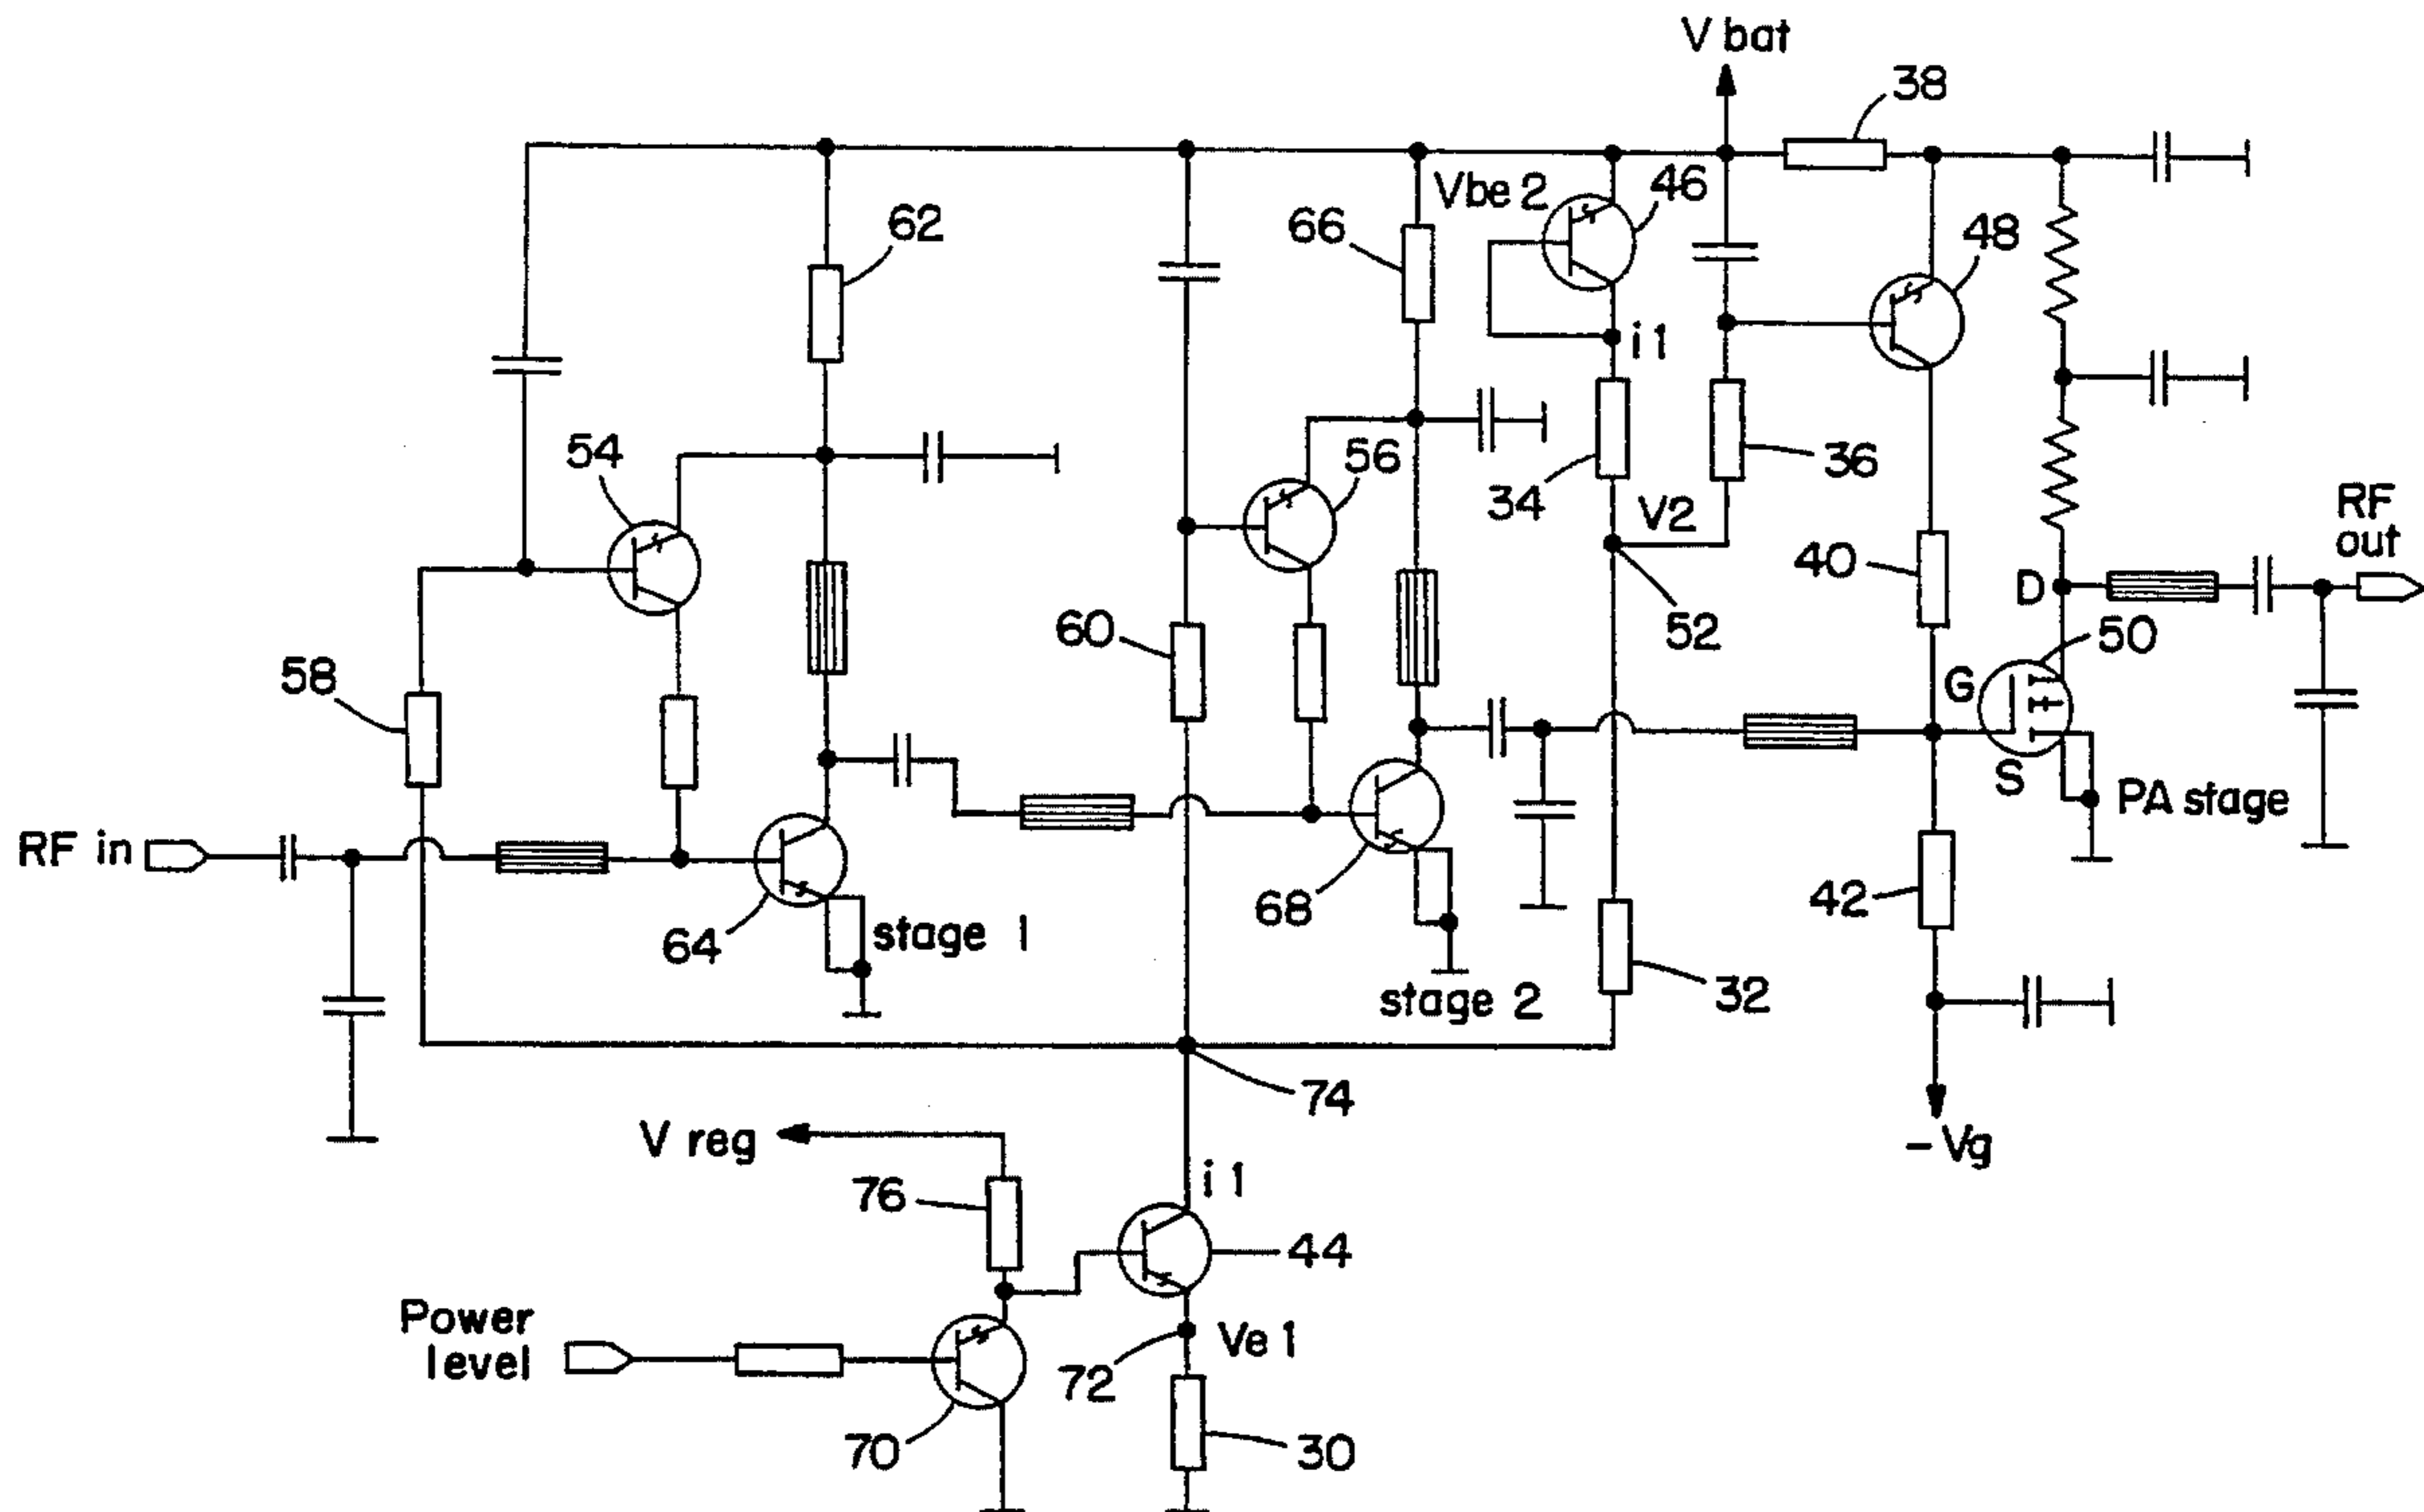 V bat
38
Vbe 2
46
62
66
48
i 1
54
56
34
36
V2
RF
out
40
D
52
60
50
58
G
S
PA stage
RF in
42
68
64
stage 1
32
stage 2
74
V reg
- Vg
76
i 1
44
Power
level
Ve 1
72
70
30